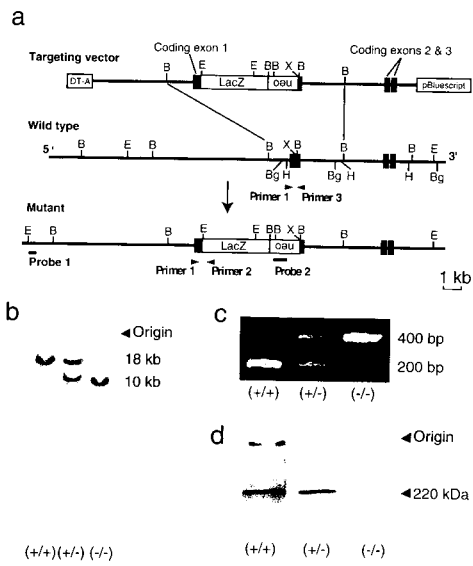 a
Coding exon 1
Coding exons 2 & 3
Targeting vector
B E E BB X B B
DT-A LacZ neu pBluescript
Wild type
5' B E B B X B B B E 3'
Bg H Bg H H Bg
Primer 1 Primer 3
Mutant
E B B E E BB X B B E
LacZ neu
Probe 1 Primer 1 Primer 2 Probe 2
1 kb
b
Origin
18 kb
10 kb
(+/+) (+/-) (-/-)
c
400 bp
200 bp
(+/+) (+/-) (-/-)
d
Origin
220 kDa
(+/+) (+/-) (-/-)